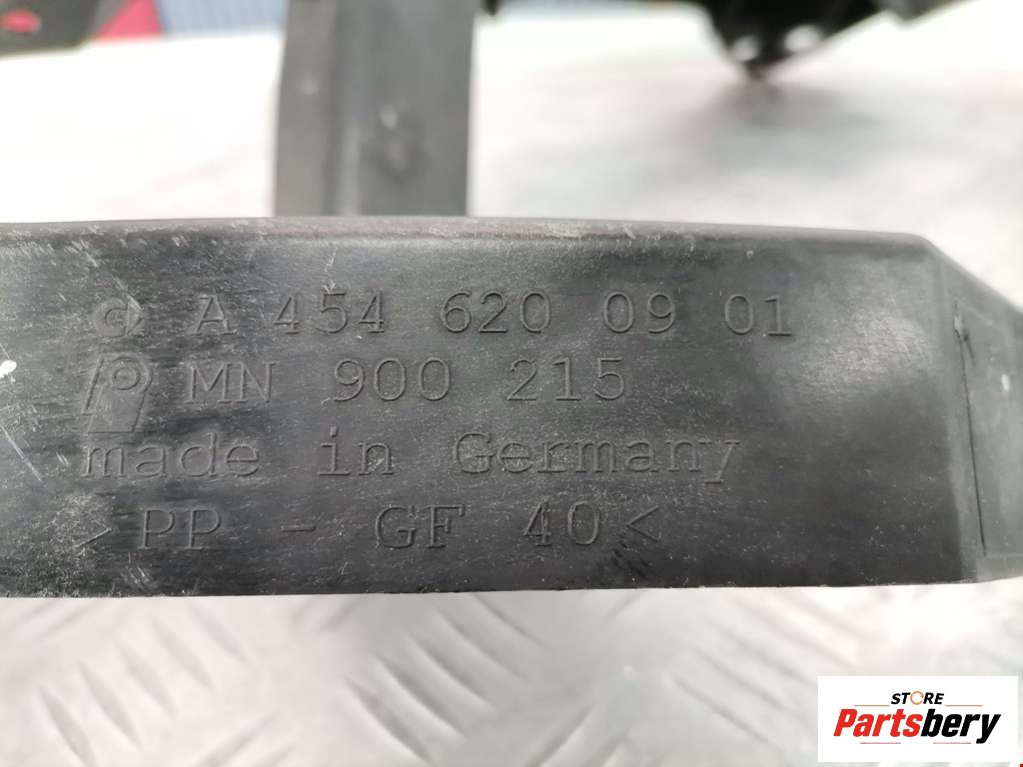 A 454 620 09 01
MN 900 215
made in Germany
>PP - GF 40<
STORE
Partsbery